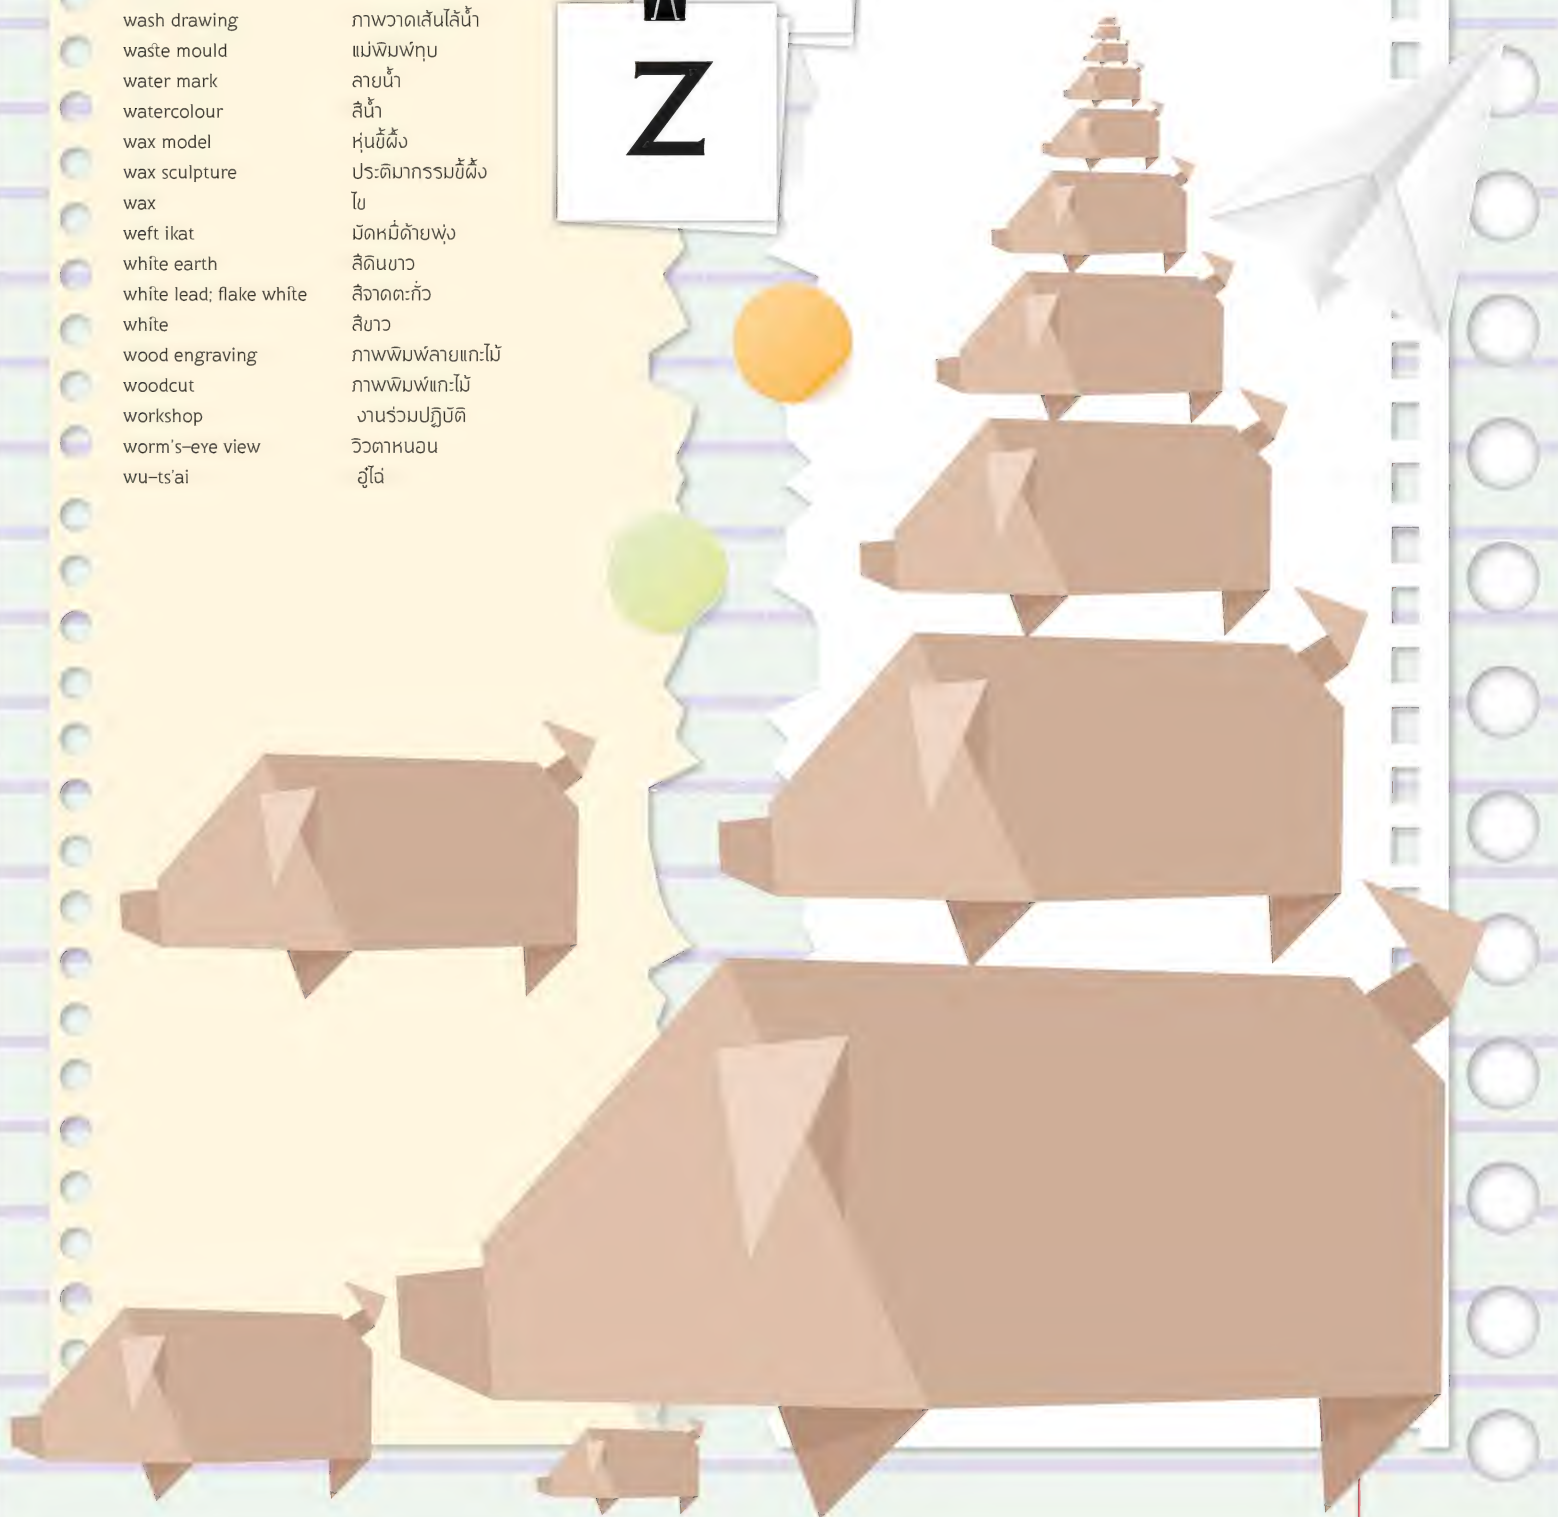 wash drawing ภาพวาดเส้นไล้น้ำ
waste mould แม่พิมพ์ทุบ
water mark ลายน้ำ
watercolour สีน้ำ
wax model หุ่นขี้ผึ้ง
wax sculpture ประติมากรรมขี้ผึ้ง
wax ไข
weft ikat มัดหมี่ด้ายพุ่ง
white earth สีดินขาว
white lead; flake white สีจาดตะกั่ว
white สีขาว
wood engraving ภาพพิมพ์ลายแกะไม้
woodcut ภาพพิมพ์แกะไม้
workshop งานร่วมปฏิบัติ
worm's-eye view วิวตาหนอน
wu-ts'ai อู๋ไฉ่
Z